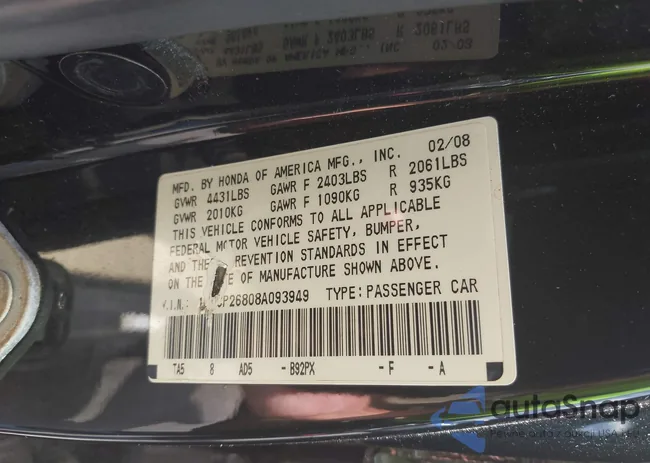 MFD. BY HONDA OF AMERICA MFG., INC. 02/08
GVWR 4431LBS GAWR F 2403LBS R 2061LBS
GVWR 2010KG GAWR F 1090KG R 935KG
THIS VEHICLE CONFORMS TO ALL APPLICABLE
FEDERAL MOTOR VEHICLE SAFETY, BUMPER,
AND REVENTION STANDARDS IN EFFECT
ON THE OF MANUFACTURE SHOWN ABOVE.
V.I.N.: CP26808A093949 TYPE: PASSENGER CAR
TA5 8 AD5 -B92PX -F -A
autoSnap